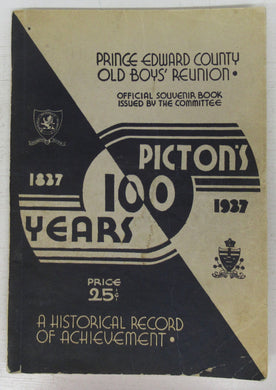 PRINCE EDWARD COUNTY
OLD BOYS' REUNION •
OFFICIAL SOUVENIR BOOK
ISSUED BY THE COMMITTEE
PICTON'S
1837
100
1937
YEARS
PRICE
25¢
A HISTORICAL RECORD
OF ACHIEVEMENT •